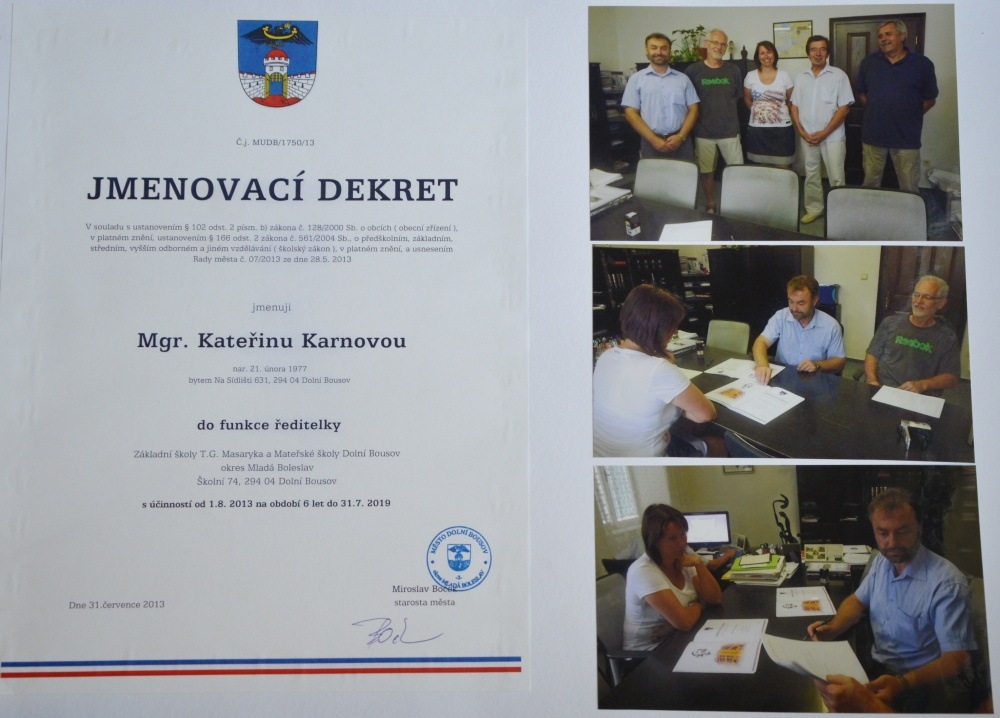 Č.j. MUDB/1750/13
JMENOVACÍ DEKRET
V souladu s ustanovením § 102 odst. 2 písm. b) zákona č. 128/2000 Sb. o obcích ( obecní zřízení ),
v platném znění, ustanovením § 166 odst. 2 zákona č. 561/2004 Sb., o předškolním, základním,
středním, vyšším odborném a jiném vzdělávání ( školský zákon ), v platném znění, a usnesením
Rady města č. 07/2013 ze dne 28.5. 2013
jmenuji
Mgr. Kateřinu Karnovou
nar. 21. února 1977
bytem Na Sídlišti 631, 294 04 Dolní Bousov
do funkce ředitelky
Základní školy T.G. Masaryka a Mateřské školy Dolní Bousov
okres Mladá Boleslav
Školní 74, 294 04 Dolní Bousov
s účinností od 1.8. 2013 na období 6 let do 31.7. 2019
MĚSTO DOLNÍ BOUSOV
okres MLADÁ BOLESLAV
Miroslav Boček
starosta města
Dne 31.července 2013
Reebok
Reebok